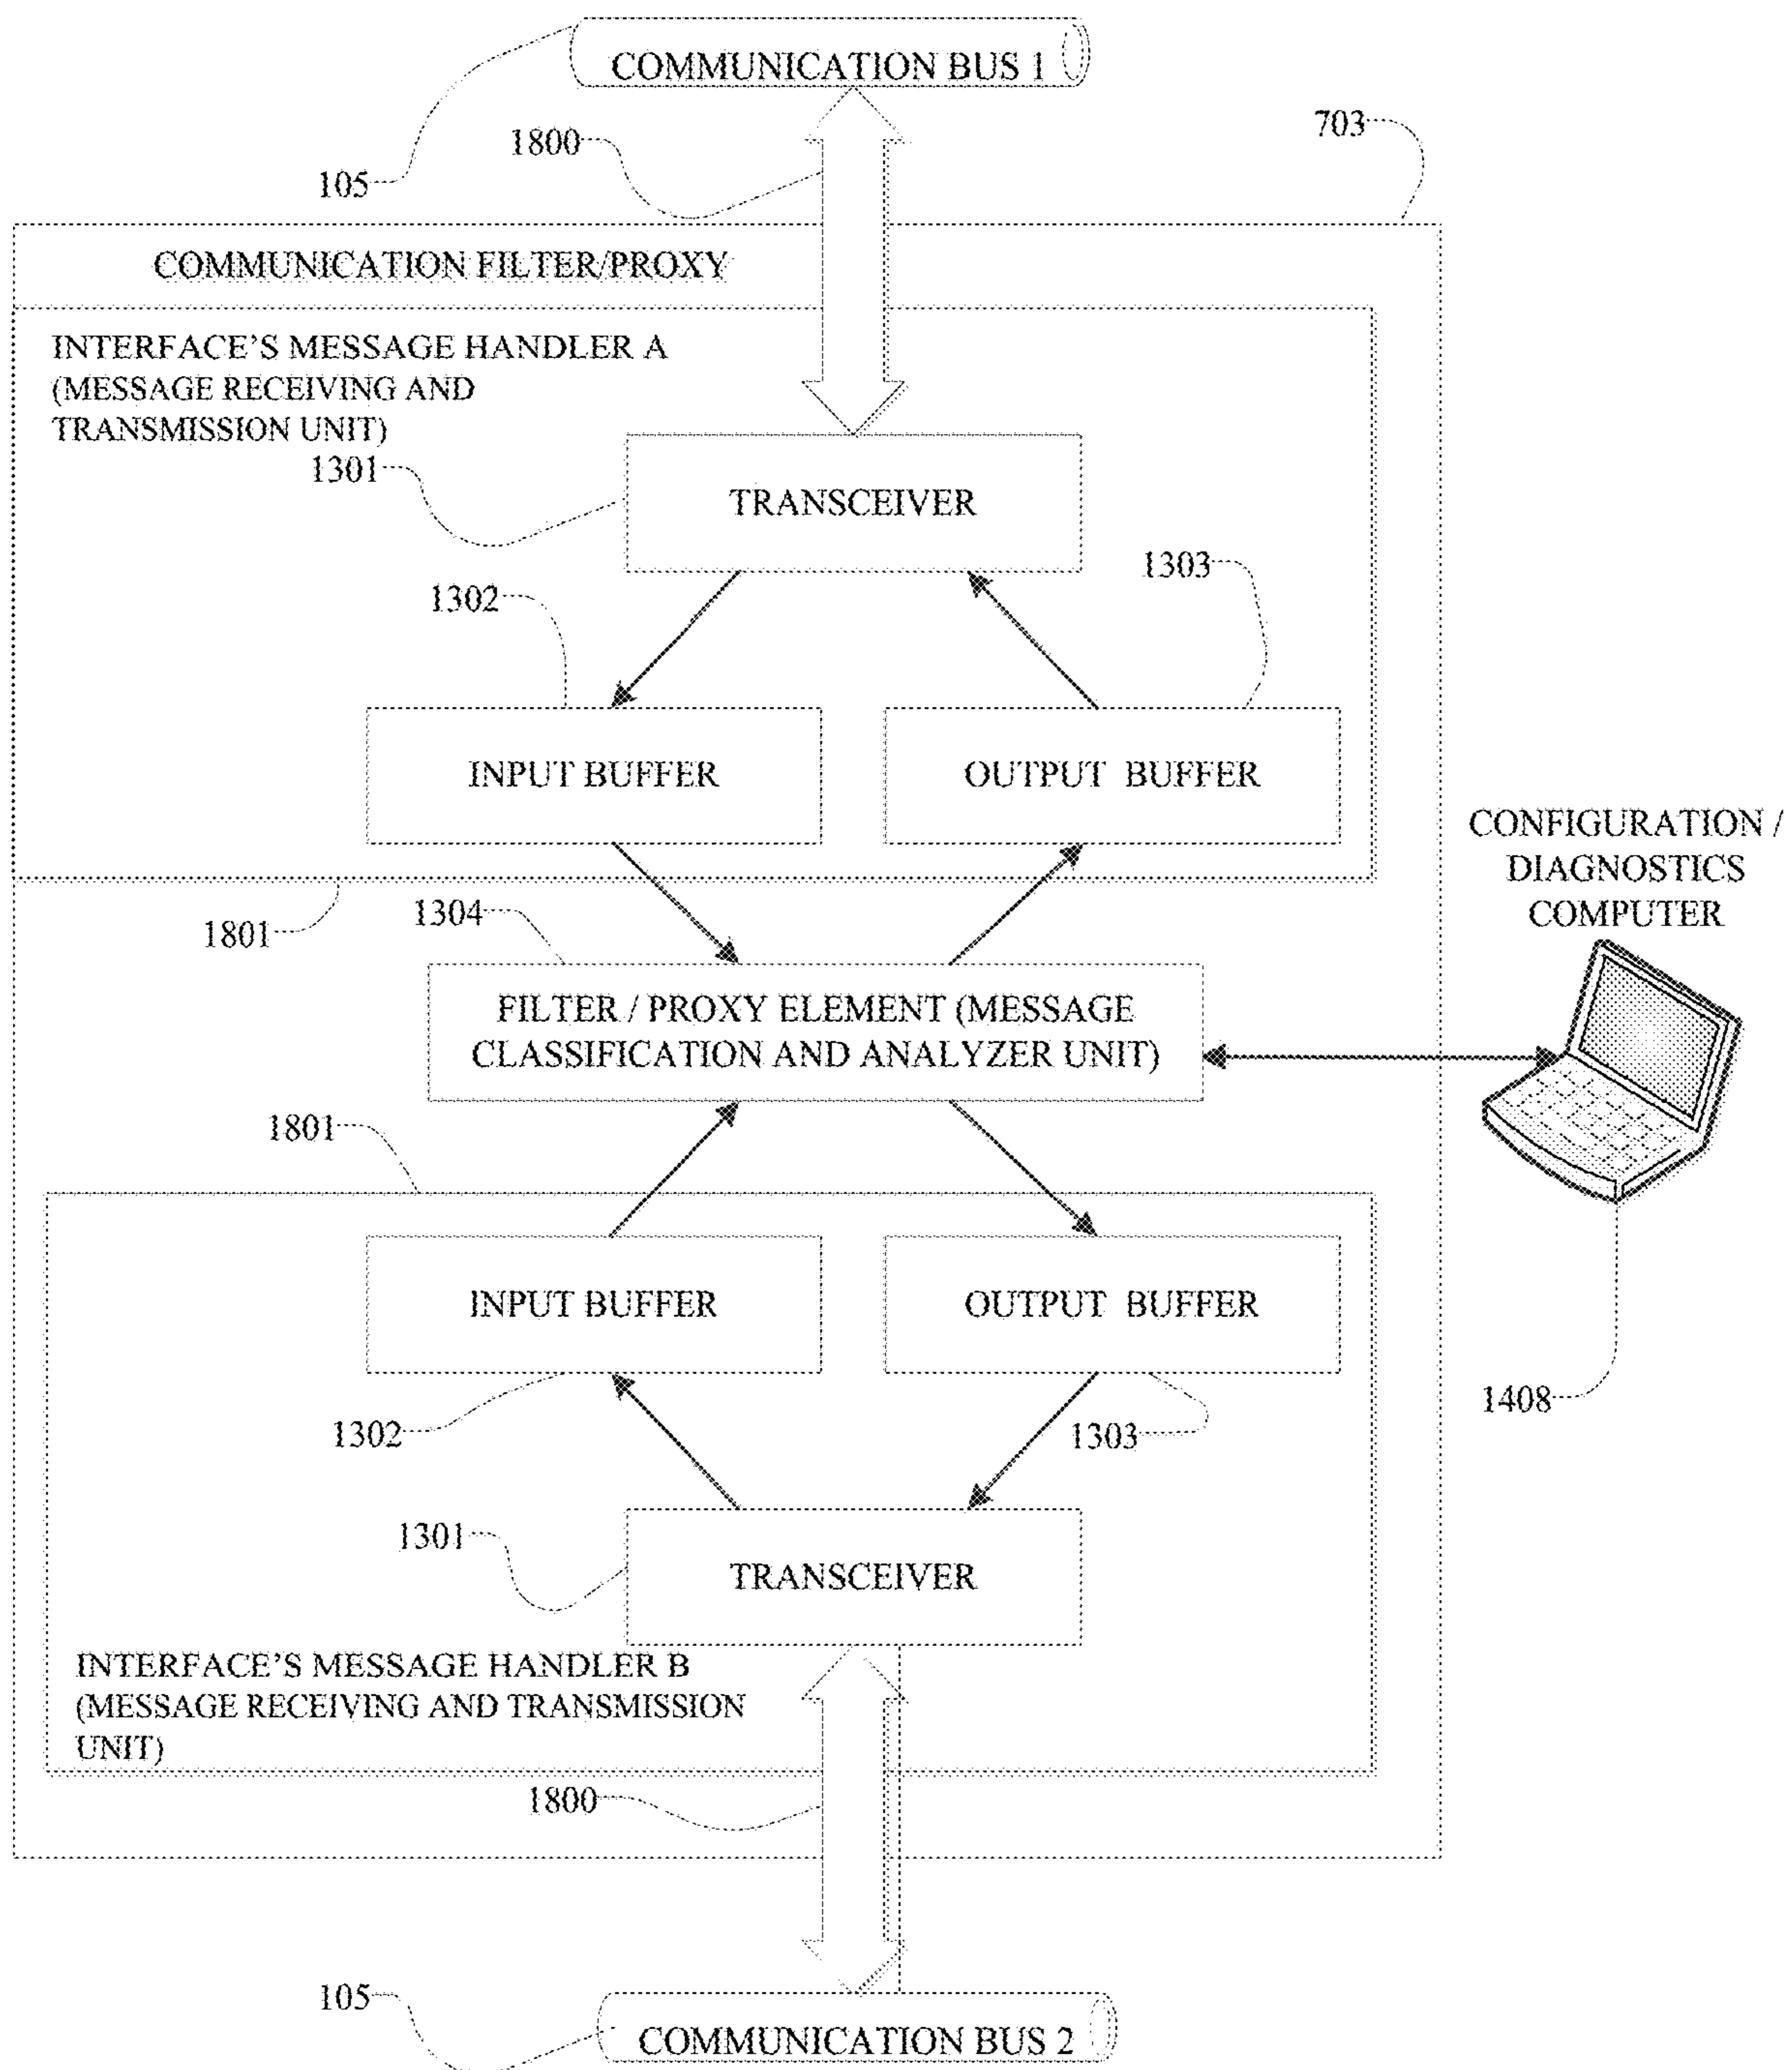 COMMUNICATION BUS 1
703
1800
105
COMMUNICATION FILTER/PROXY
INTERFACE'S MESSAGE HANDLER A
(MESSAGE RECEIVING AND
TRANSMISSION UNIT)
1301
TRANSCEIVER
1303
1302
INPUT BUFFER
OUTPUT BUFFER
CONFIGURATION /
DIAGNOSTICS
COMPUTER
1304
1801
FILTER / PROXY ELEMENT (MESSAGE
CLASSIFICATION AND ANALYZER UNIT)
1801
INPUT BUFFER
OUTPUT BUFFER
1408
1302
1303
1301
TRANSCEIVER
INTERFACE'S MESSAGE HANDLER B
(MESSAGE RECEIVING AND TRANSMISSION
UNIT)
1800
105
COMMUNICATION BUS 2